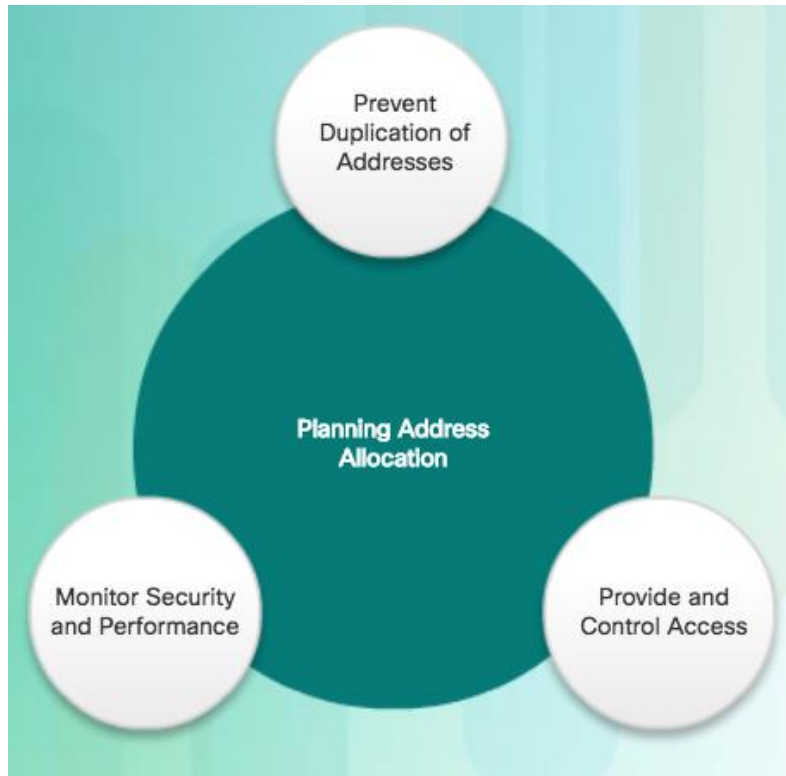 Prevent
Duplication of
Addresses
Planning Address
Allocation
Monitor Security
and Performance
Provide and
Control Access